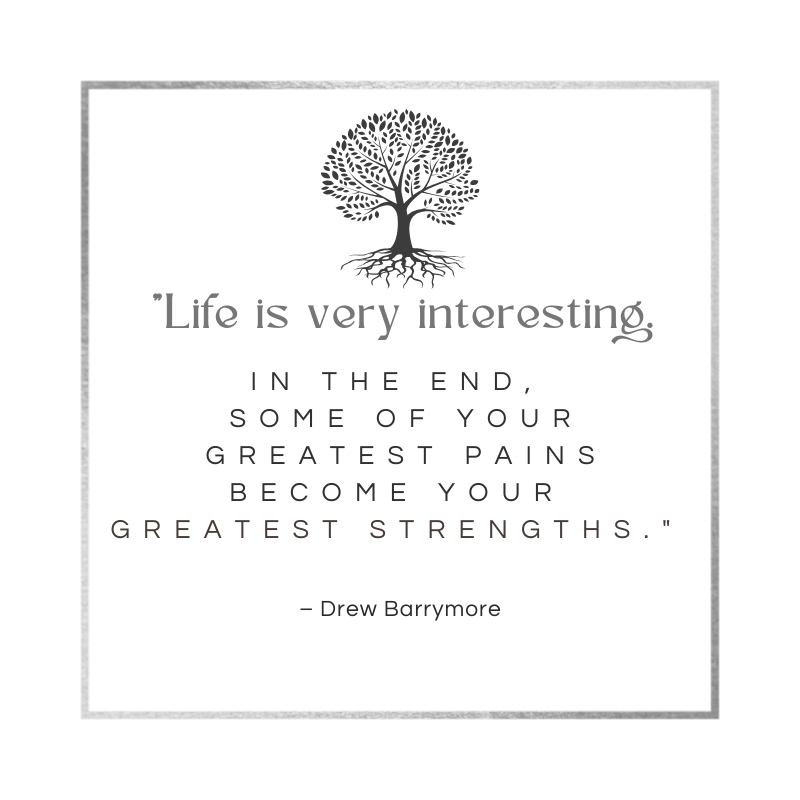 "Life is very interesting.
IN THE END,
SOME OF YOUR
GREATEST PAINS
BECOME YOUR
GREATEST STRENGTHS."
– Drew Barrymore